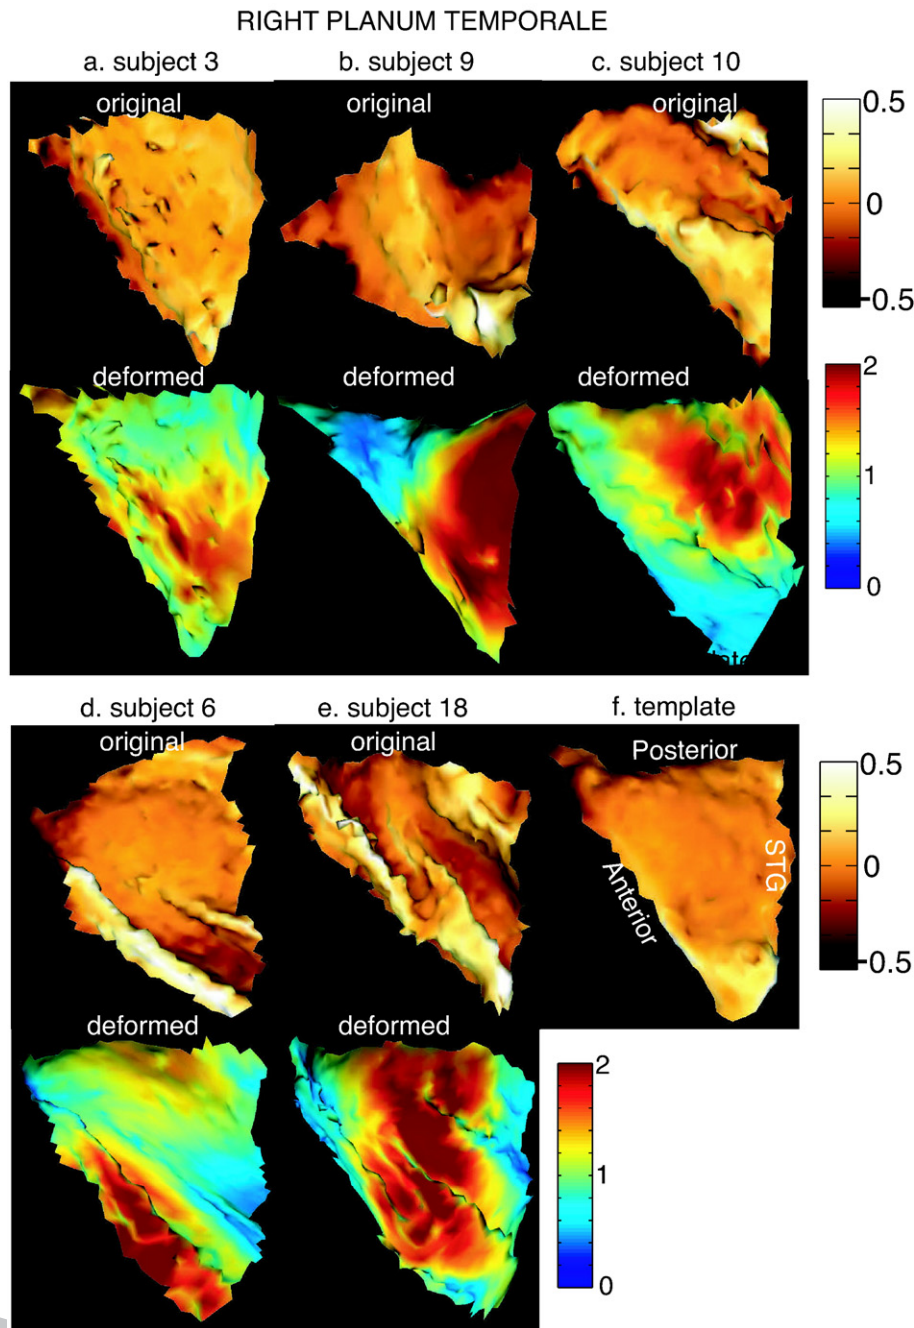 RIGHT PLANUM TEMPORALE
a. subject 3
b. subject 9
c. subject 10
original
original
original
0.5
0
-0.5
deformed
deformed
deformed
2
1
0
d. subject 6
e. subject 18
f. template
original
original
Posterior
STG
Anterior
0.5
0
-0.5
deformed
deformed
2
1
0